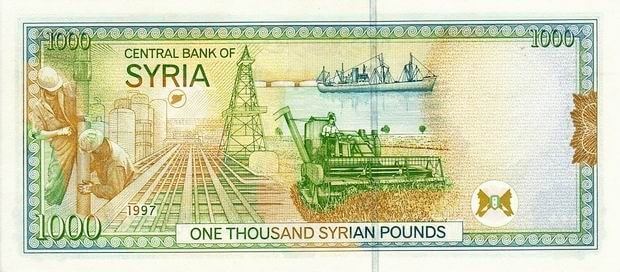 1000
CENTRAL BANK OF
SYRIA
1000
1997
1000
ONE THOUSAND SYRIAN POUNDS